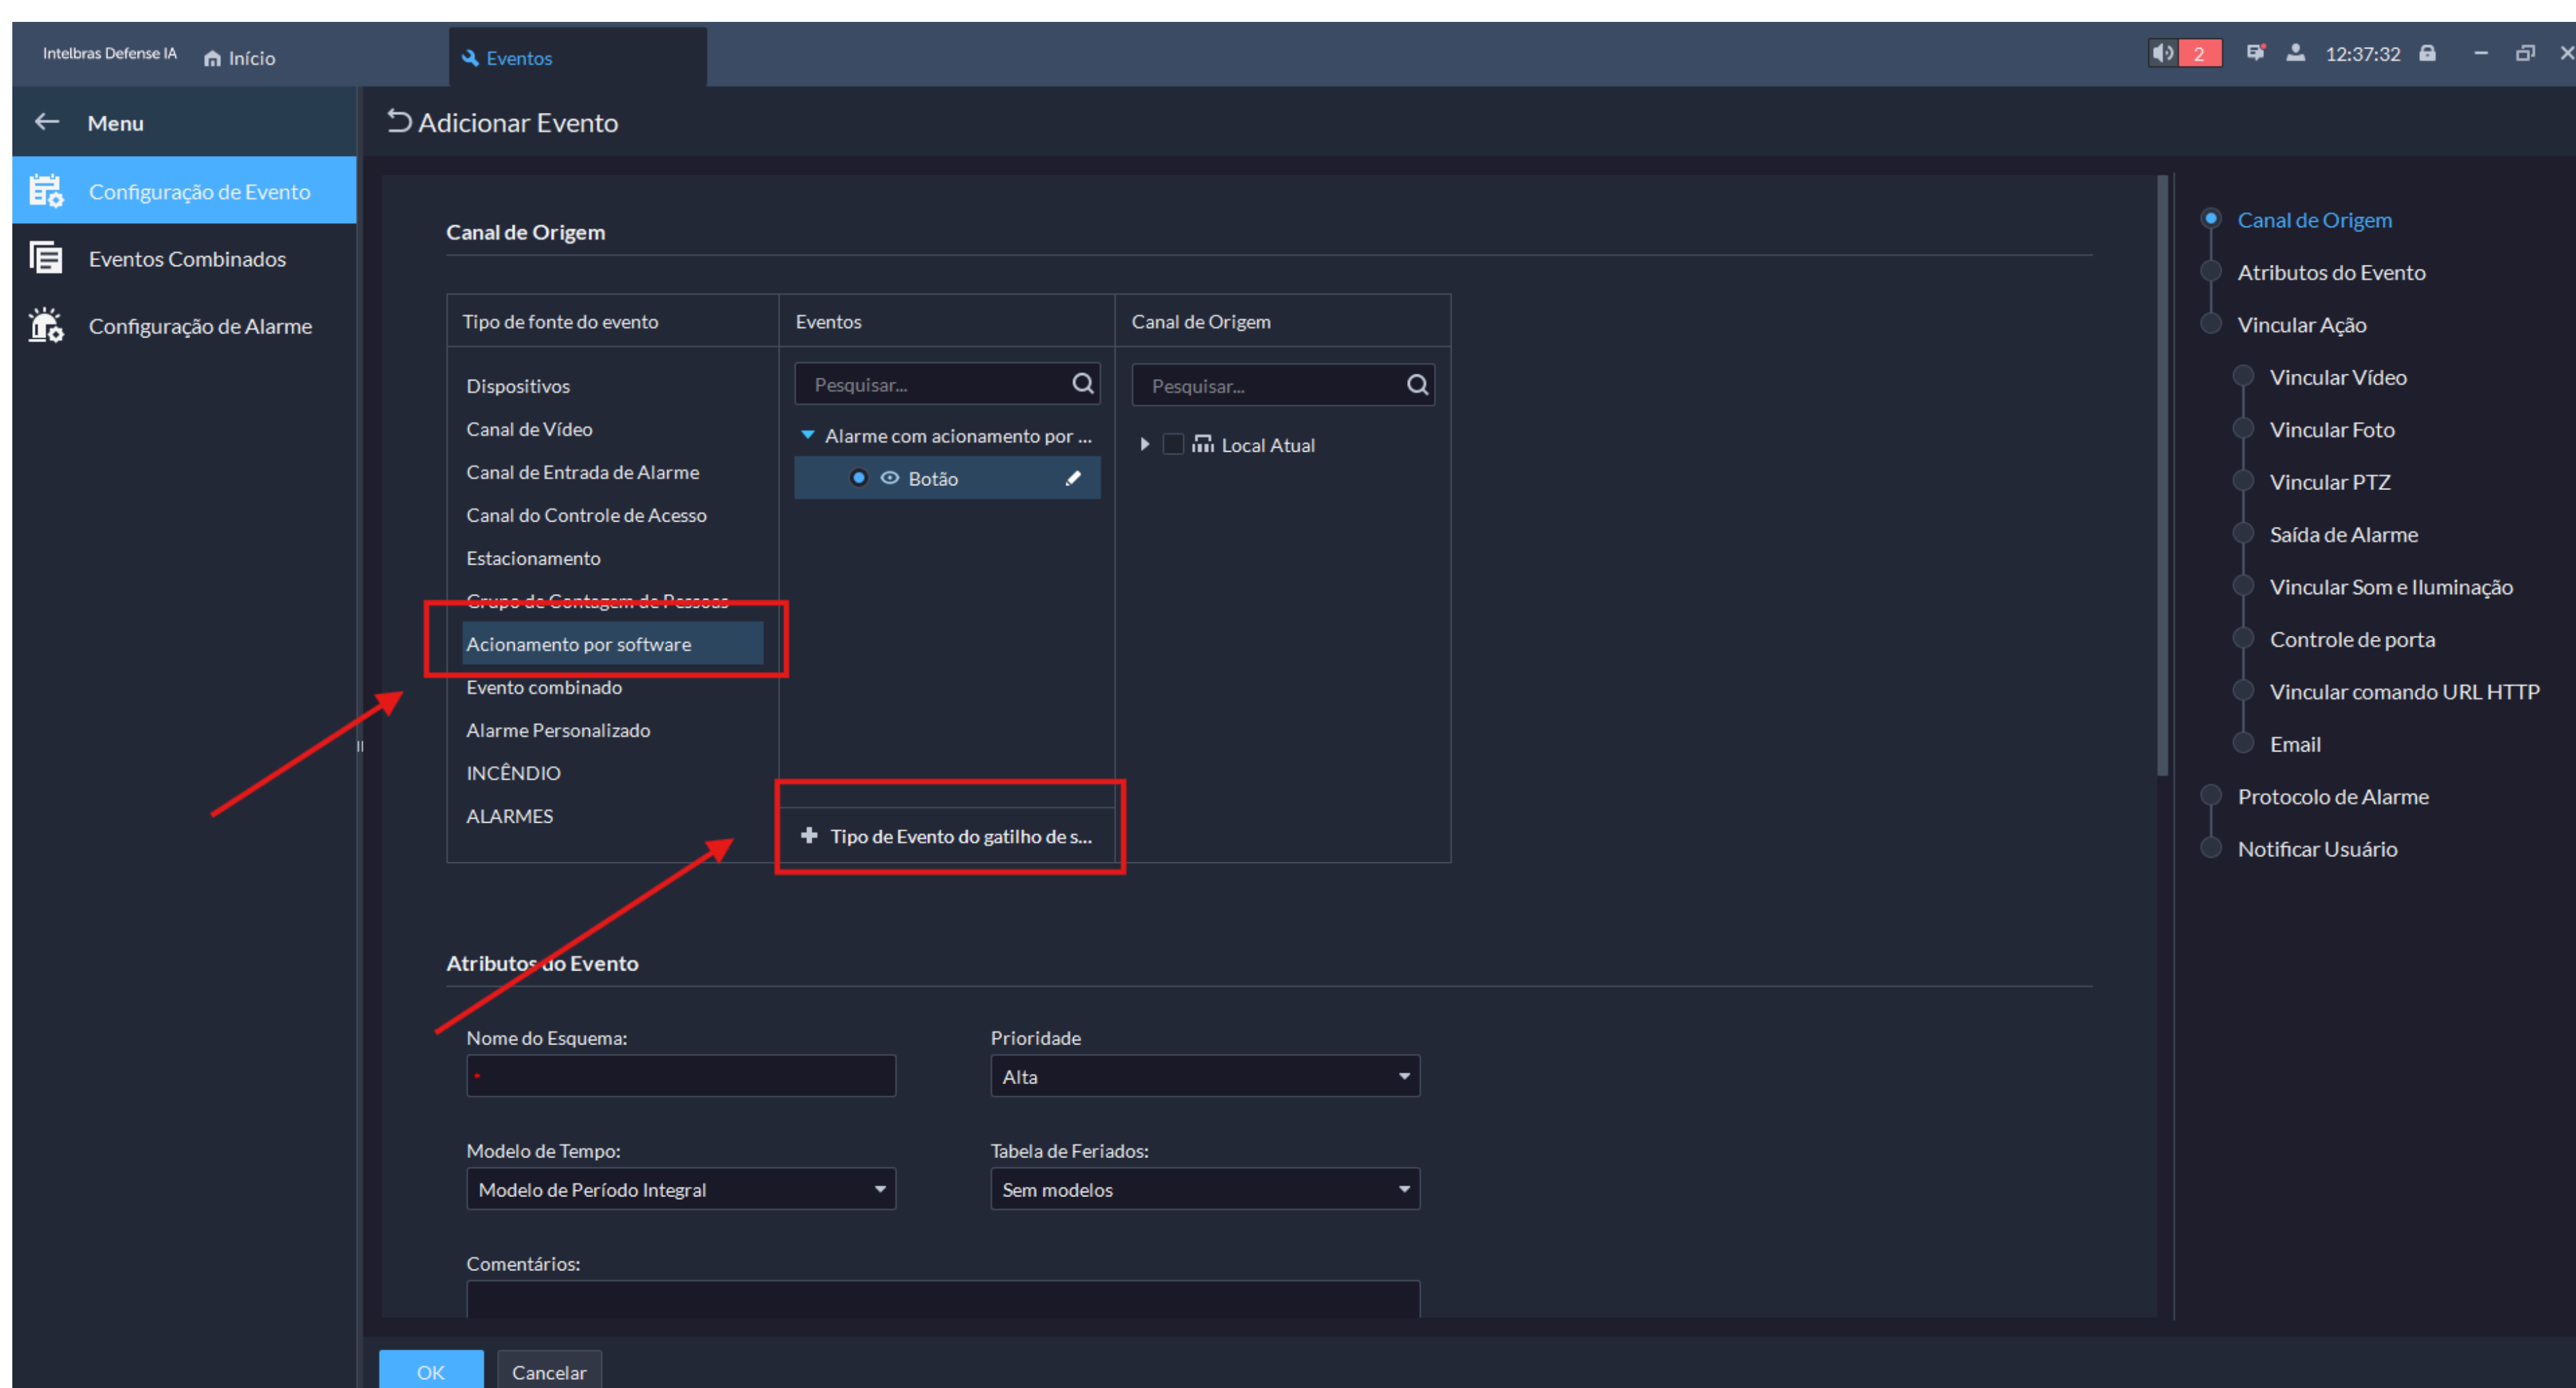 Intelbras Defense IA
Início
Eventos
2
12:37:32
Menu
Adicionar Evento
Configuração de Evento
Eventos Combinados
Configuração de Alarme
Canal de Origem
Tipo de fonte do evento
Eventos
Canal de Origem
Dispositivos
Canal de Vídeo
Canal de Entrada de Alarme
Canal do Controle de Acesso
Estacionamento
Grupo de Contagem de Pessoas
Acionamento por software
Evento combinado
Alarme Personalizado
INCÊNDIO
ALARMES
Pesquisar...
Alarme com acionamento por ...
Botão
Tipo de Evento do gatilho de s...
Pesquisar...
Local Atual
Atributos do Evento
Nome do Esquema:
Prioridade
Alta
Modelo de Tempo:
Tabela de Feriados:
Modelo de Período Integral
Sem modelos
Comentários:
OK
Cancelar
Canal de Origem
Atributos do Evento
Vincular Ação
Vincular Vídeo
Vincular Foto
Vincular PTZ
Saída de Alarme
Vincular Som e Iluminação
Controle de porta
Vincular comando URL HTTP
Email
Protocolo de Alarme
Notificar Usuário